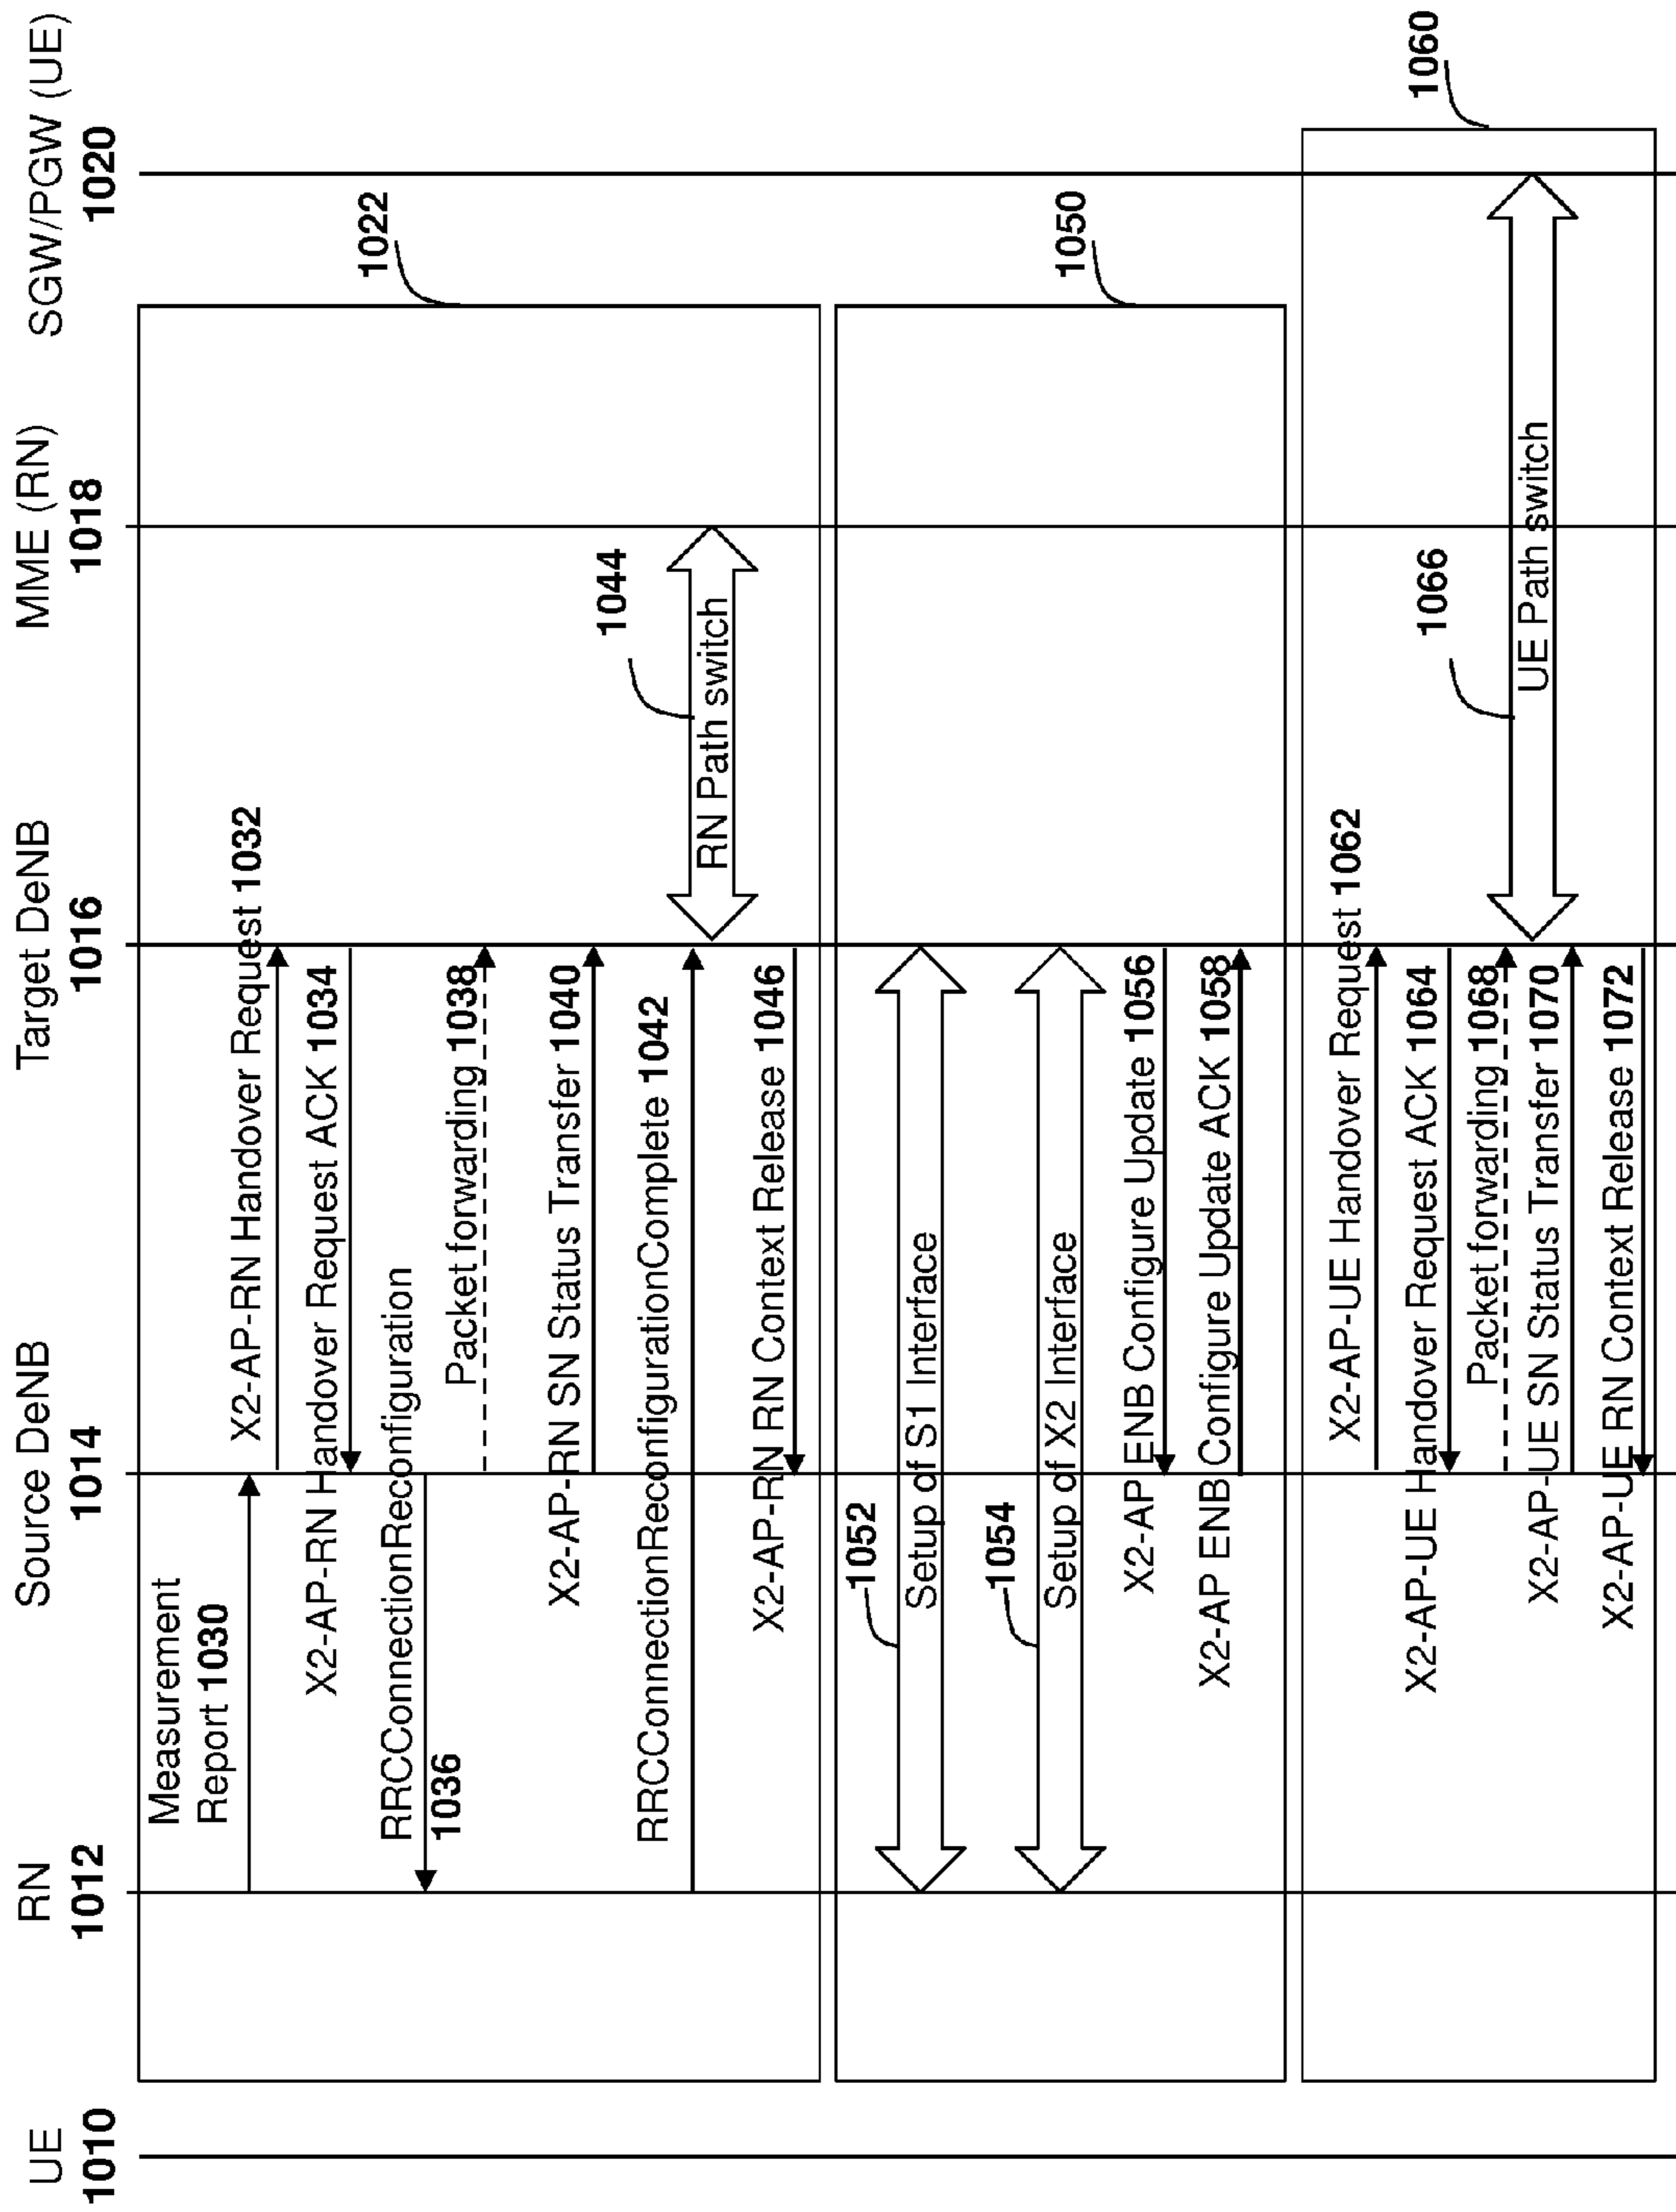 UE
1010
RN
1012
Source DeNB
1014
Target DeNB
1016
MME (RN)
1018
SGW/PGW (UE)
1020
1022
Measurement
Report 1030
X2-AP-RN Handover Request 1032
X2-AP-RN Handover Request ACK 1034
RRCConnectionReconfiguration
1036
Packet forwarding 1038
X2-AP-RN SN Status Transfer 1040
RRCConnectionReconfigurationComplete 1042
1044
RN Path switch
X2-AP-RN RN Context Release 1046
1050
1052
Setup of S1 Interface
1054
Setup of X2 Interface
X2-AP ENB Configure Update 1056
X2-AP ENB Configure Update ACK 1058
1060
X2-AP-UE Handover Request 1062
X2-AP-UE Handover Request ACK 1064
1066
Packet forwarding 1068
UE Path switch
X2-AP-UE SN Status Transfer 1070
X2-AP-UE RN Context Release 1072